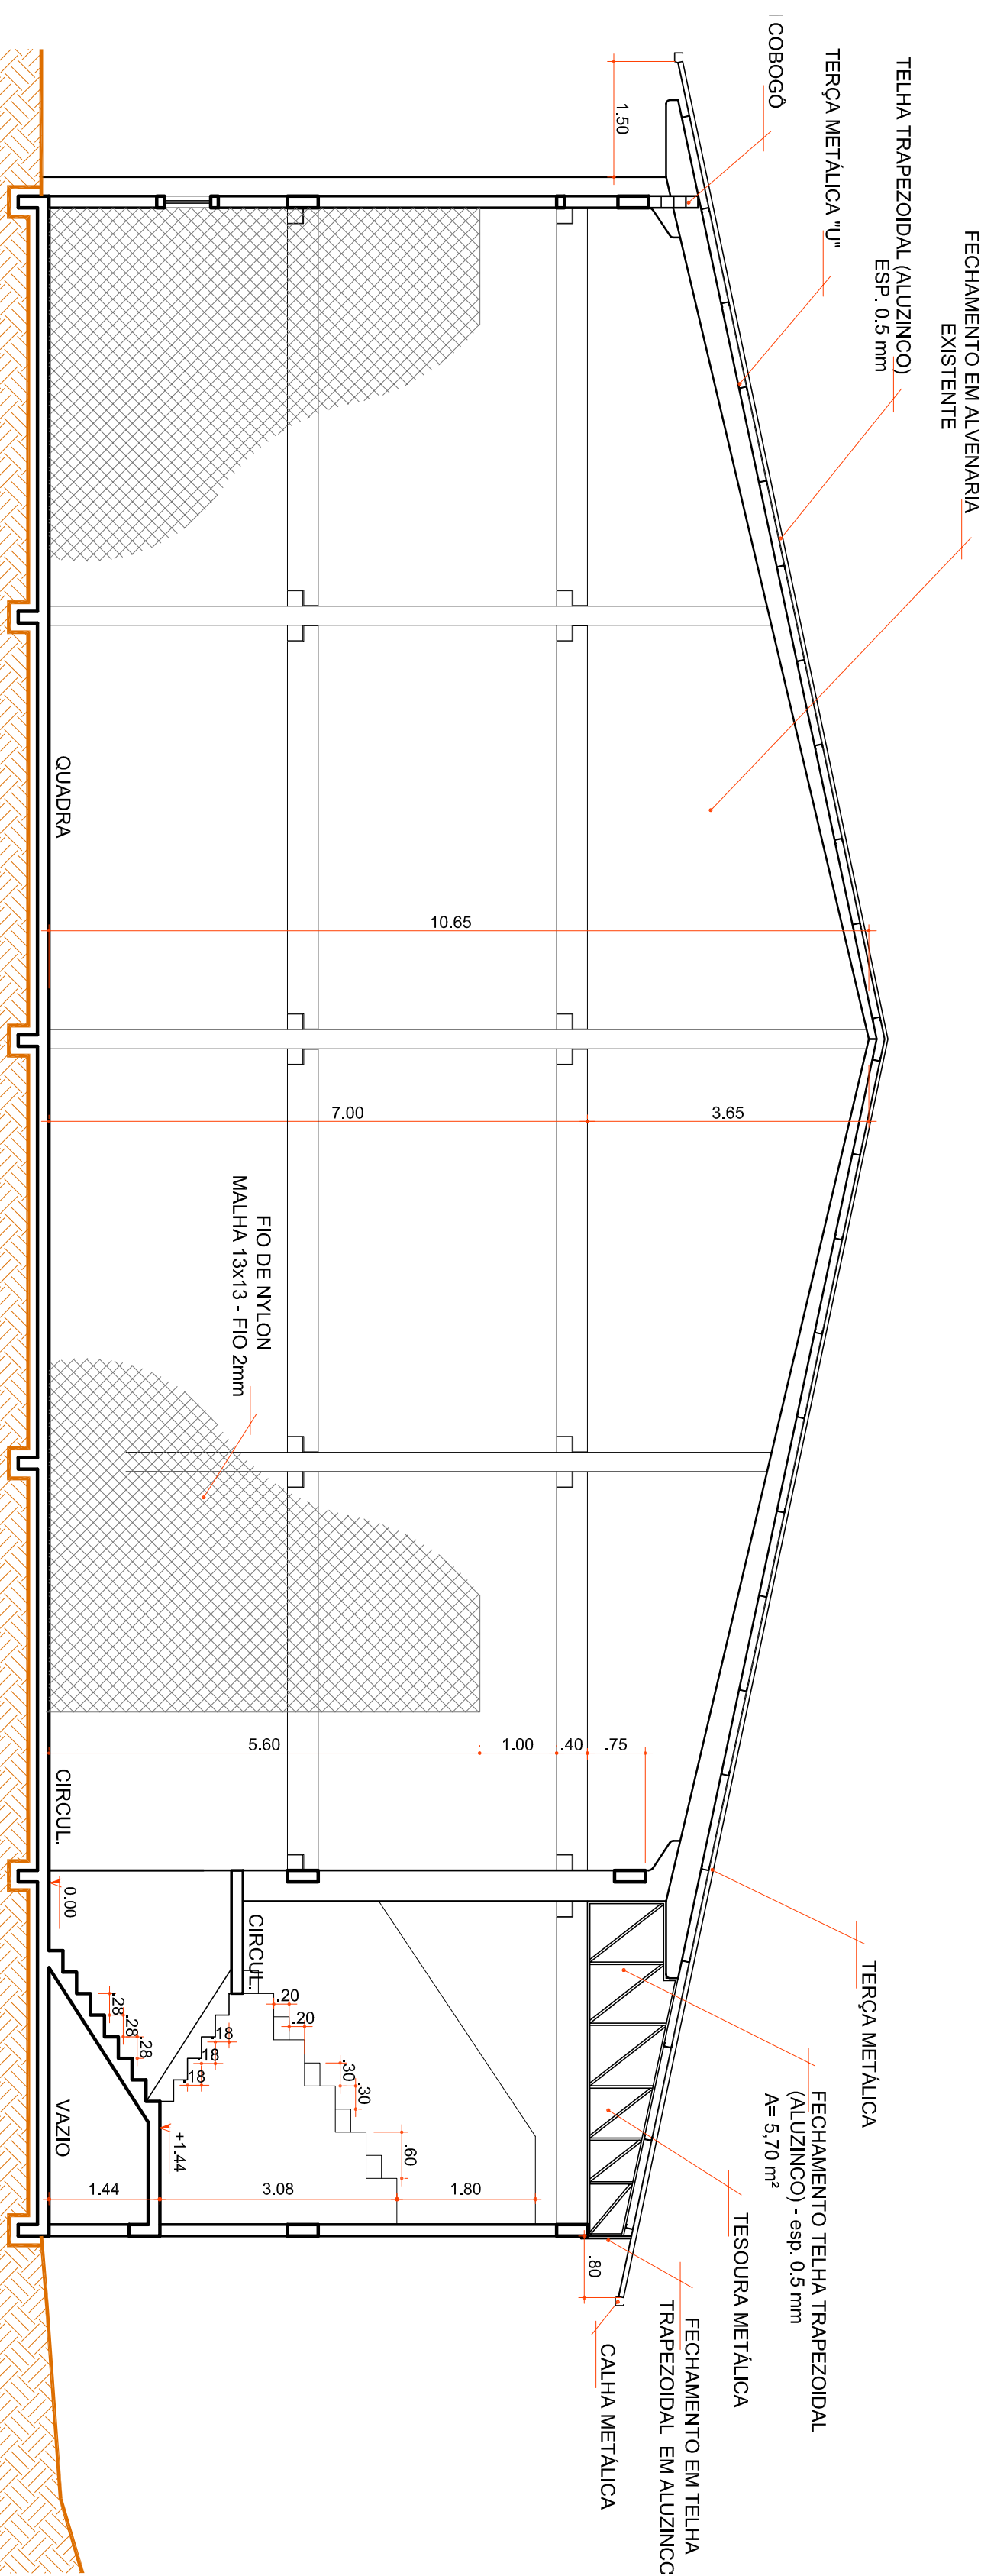 COBOGÔ
TERÇA METÁLICA "U"
TELHA TRAPEZOIDAL (ALUZINCO)
ESP. 0.5 mm
FECHAMENTO EM ALVENARIA
EXISTENTE
1.50
QUADRA
10.65
7.00
3.65
FIO DE NYLON
MALHA 13x13 - FIO 2mm
5.60
1.00
.40
.75
CIRCUL.
0.00
CIRCUL.
.28
.28
.28
.18
.18
.18
.20
.20
.30
.30
.60
VAZIO
+1.44
1.44
3.08
1.80
.80
TERÇA METÁLICA
FECHAMENTO TELHA TRAPEZOIDAL
(ALUZINCO) - esp. 0.5 mm
A= 5,70 m²
TESOURA METÁLICA
FECHAMENTO EM TELHA
TRAPEZOIDAL EM ALUZINCO
CALHA METÁLICA